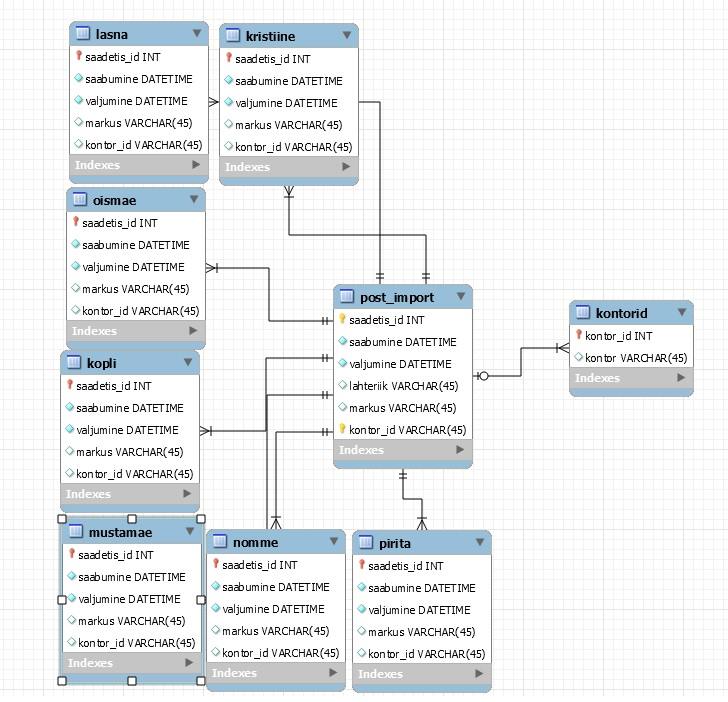 lasna
saadetis_id INT
saabumine DATETIME
valjumine DATETIME
markus VARCHAR(45)
kontor_id VARCHAR(45)
Indexes
kristiine
saadetis_id INT
saabumine DATETIME
valjumine DATETIME
markus VARCHAR(45)
kontor_id VARCHAR(45)
Indexes
oismae
saadetis_id INT
saabumine DATETIME
valjumine DATETIME
markus VARCHAR(45)
kontor_id VARCHAR(45)
Indexes
post_import
saadetis_id INT
saabumine DATETIME
valjumine DATETIME
lahteriik VARCHAR(45)
markus VARCHAR(45)
kontor_id VARCHAR(45)
Indexes
kontorid
kontor_id INT
kontor VARCHAR(45)
Indexes
kopli
saadetis_id INT
saabumine DATETIME
valjumine DATETIME
markus VARCHAR(45)
kontor_id VARCHAR(45)
Indexes
mustamae
saadetis_id INT
saabumine DATETIME
valjumine DATETIME
markus VARCHAR(45)
kontor_id VARCHAR(45)
Indexes
nomme
saadetis_id INT
saabumine DATETIME
valjumine DATETIME
markus VARCHAR(45)
kontor_id VARCHAR(45)
Indexes
pirita
saadetis_id INT
saabumine DATETIME
valjumine DATETIME
markus VARCHAR(45)
kontor_id VARCHAR(45)
Indexes